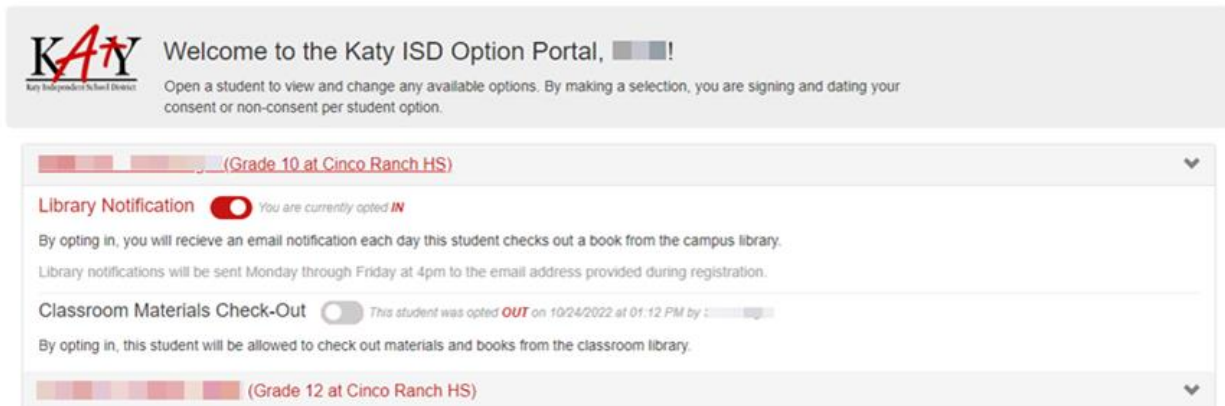 KATY
Katy Independent School District
Welcome to the Katy ISD Option Portal, !
Open a student to view and change any available options. By making a selection, you are signing and dating your
consent or non-consent per student option.
(Grade 10 at Cinco Ranch HS)
Library Notification You are currently opted IN
By opting in, you will recieve an email notification each day this student checks out a book from the campus library.
Library notifications will be sent Monday through Friday at 4pm to the email address provided during registration.
Classroom Materials Check-Out This student was opted OUT on 10/24/2022 at 01:12 PM by
By opting in, this student will be allowed to check out materials and books from the classroom library.
(Grade 12 at Cinco Ranch HS)